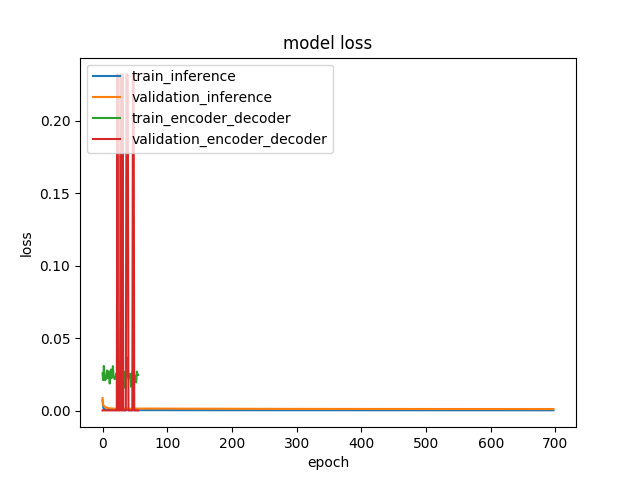 model loss
train_inference
validation_inference
train_encoder_decoder
validation_encoder_decoder
0.20
0.15
0.10
0.05
0.00
loss
0 100 200 300 400 500 600 700
epoch